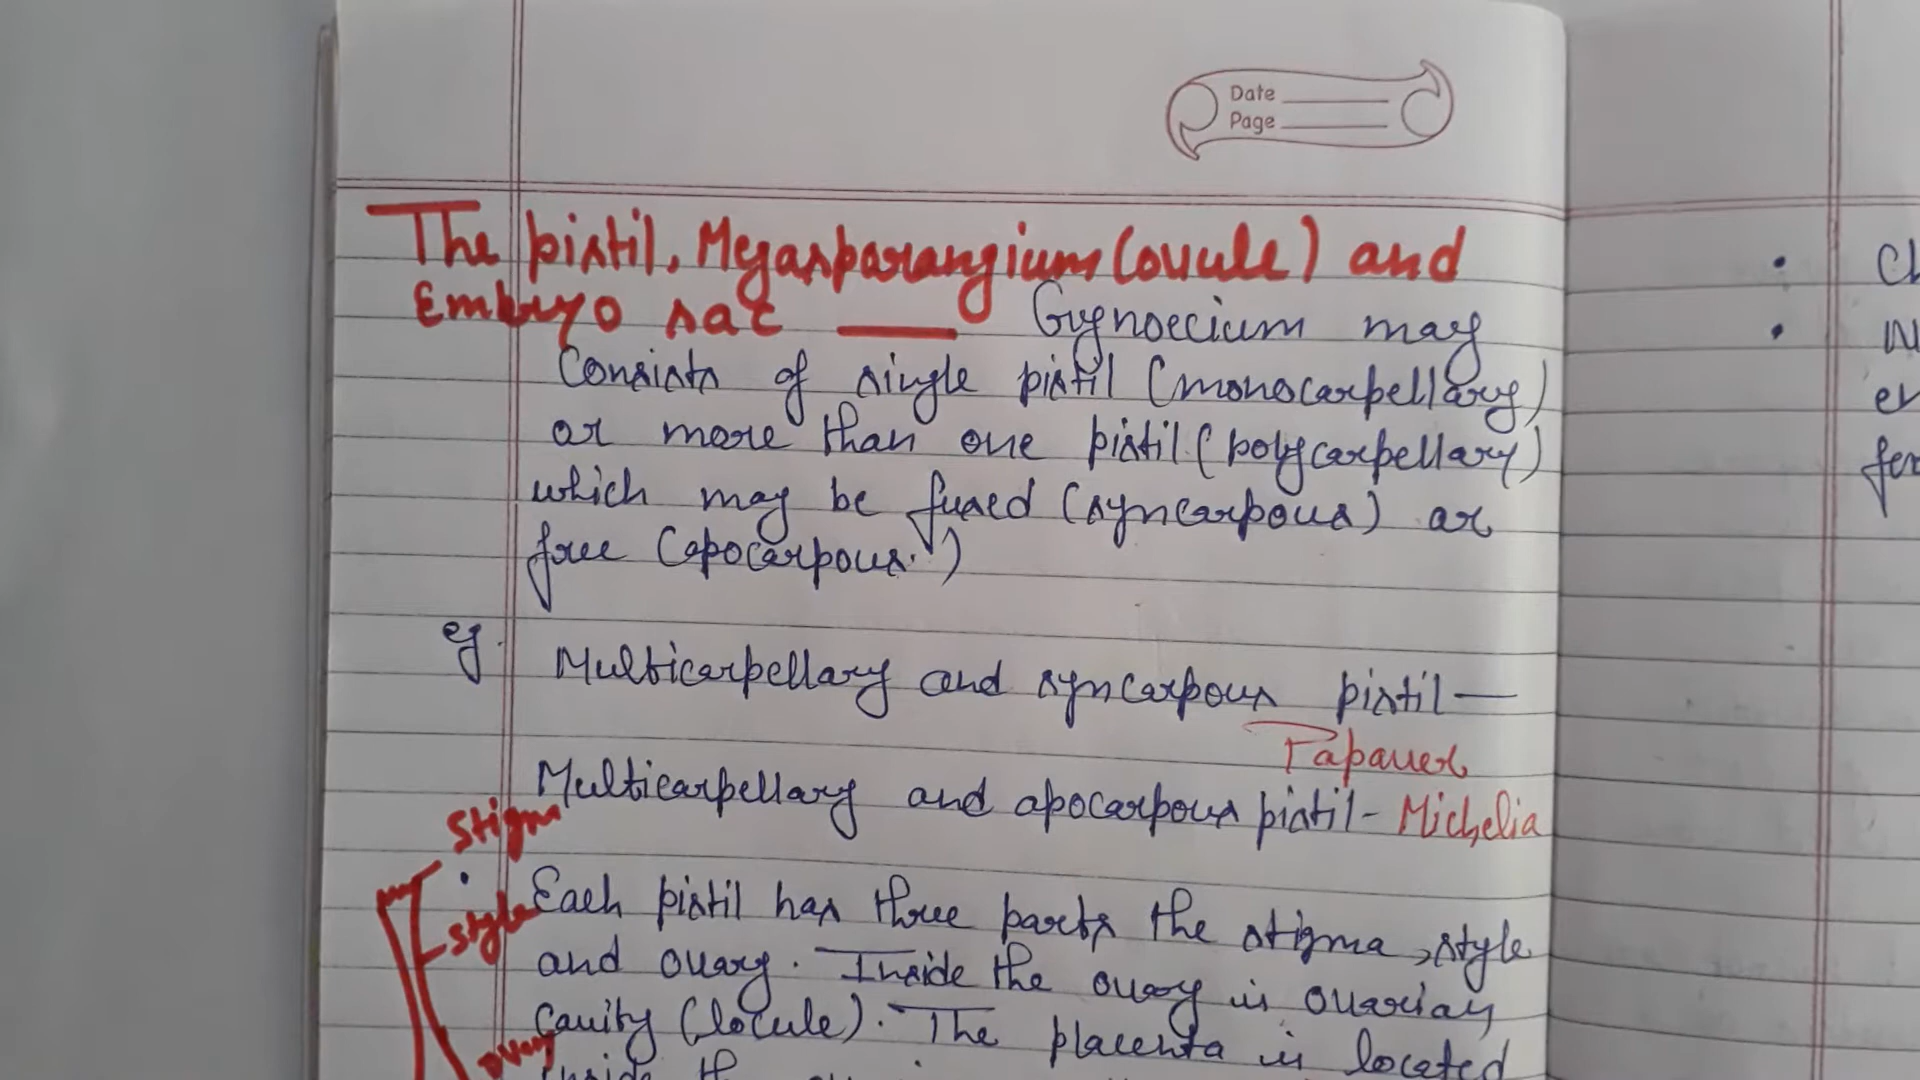 Date
Page
The pistil, Megasporangium (ovule) and
Embryo sac — Gynoecium may
Consists of single pistil (monocarpellary)
or more than one pistil (polycarpellary)
which may be fused (syncarpous) or
free (apocarpous.)
eg. Multicarpellary and syncarpous pistil —
Papaver
Multicarpellary and apocarpous pistil - Michelia
Stigma
• Each pistil has three parts the stigma, style
style
and ovary. Inside the ovary is ovarian
cavity (locule). The placenta is located
ovary